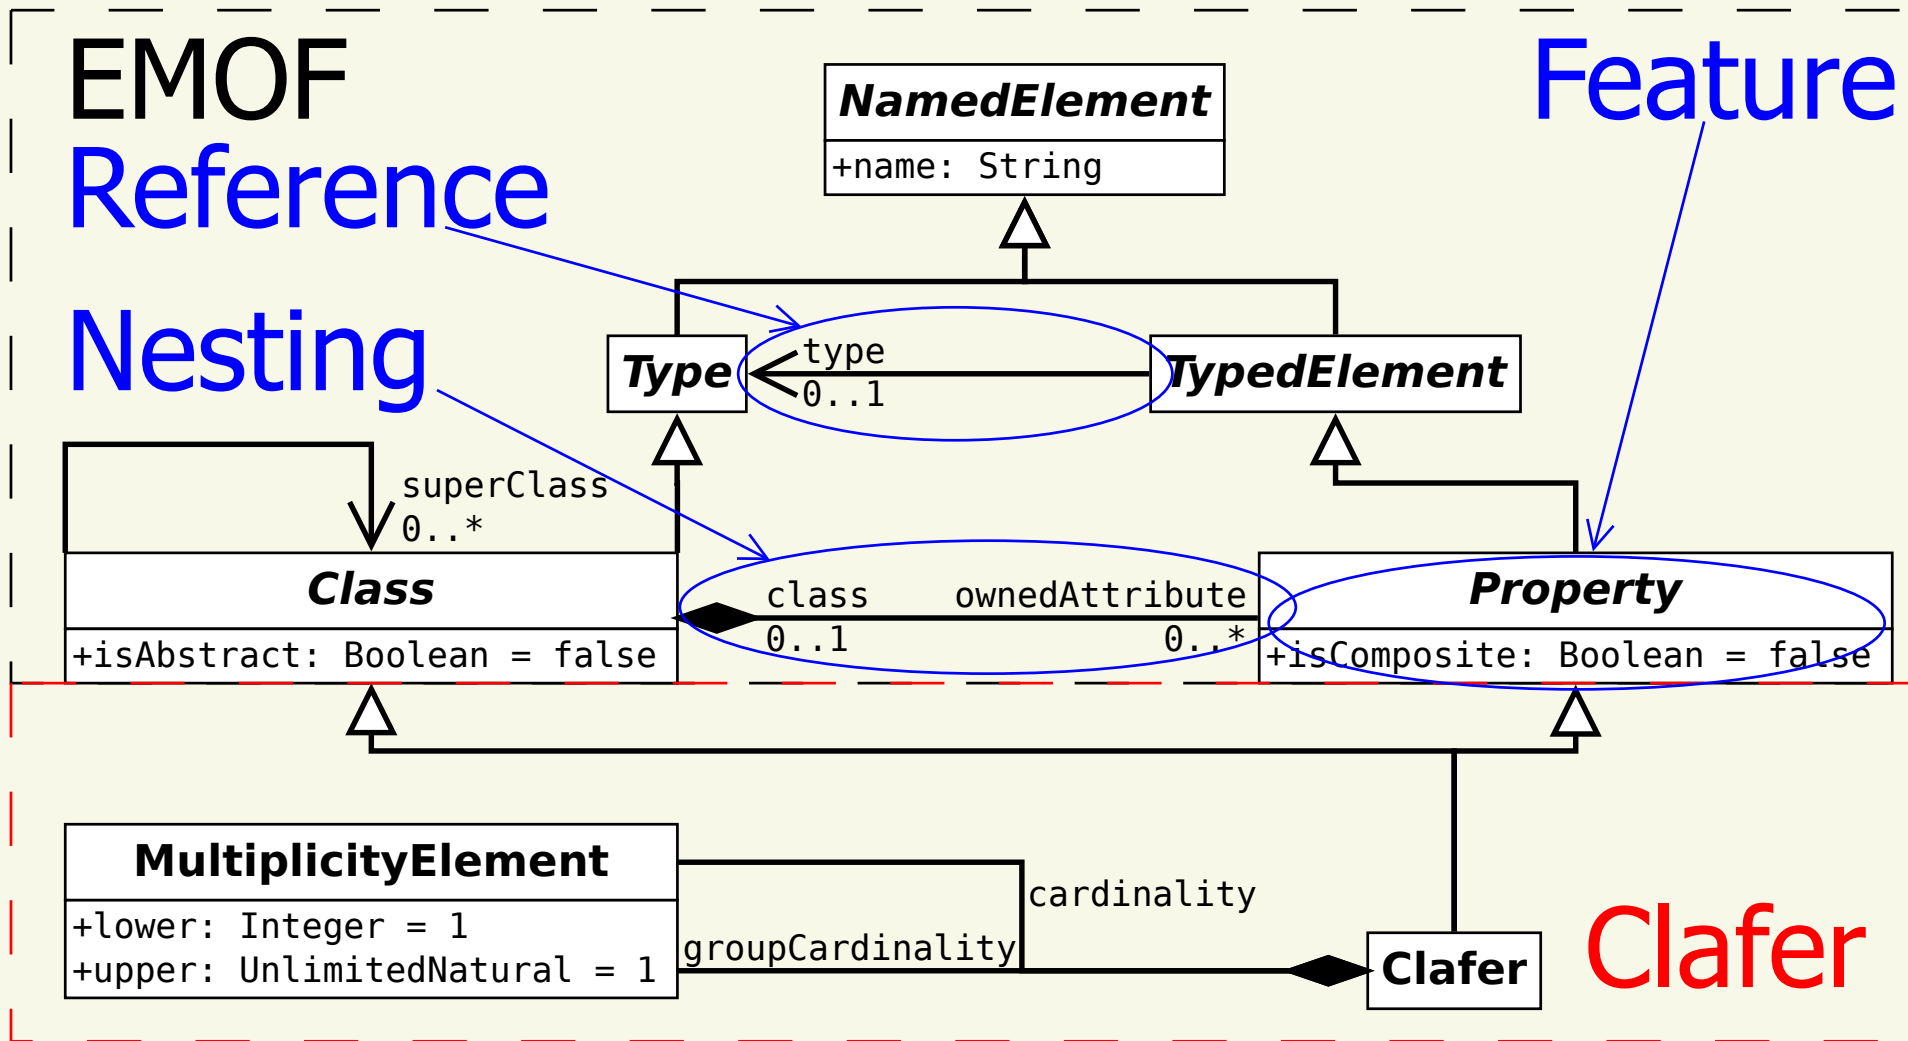 EMOF
Feature
NamedElement
+name: String
Reference
Nesting
type
0..1
Type
TypedElement
superClass
0..*
Class
+isAbstract: Boolean = false
class
0..1
ownedAttribute
0..*
Property
+isComposite: Boolean = false
MultiplicityElement
+lower: Integer = 1
+upper: UnlimitedNatural = 1
cardinality
groupCardinality
Clafer
Clafer